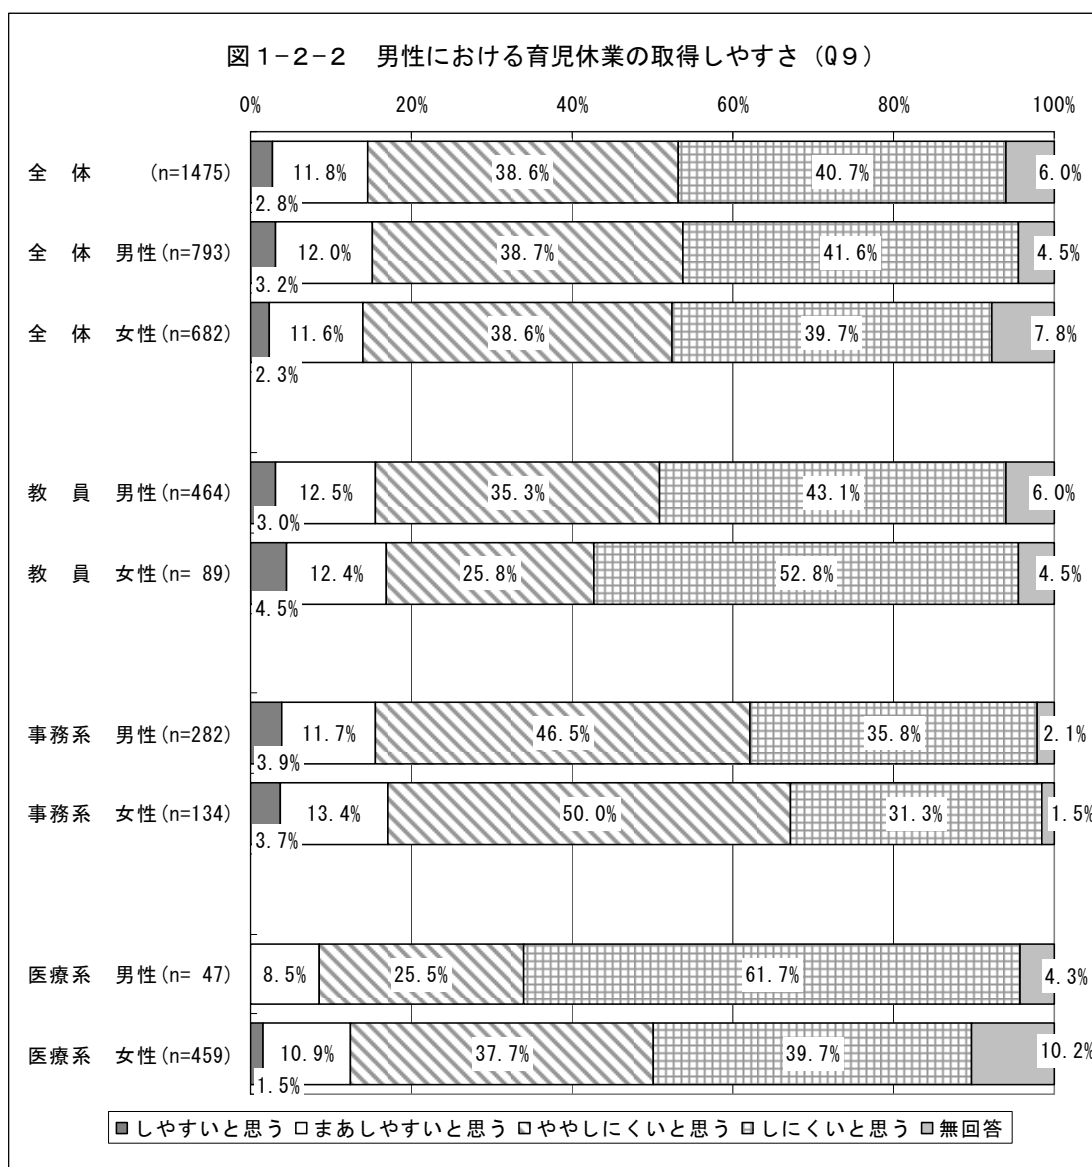 図１-２-２　男性における育児休業の取得しやすさ（Q９）
0% 20% 40% 60% 80% 100%
全　体　　　(n=1475) 11.8% 38.6% 40.7% 6.0%
2.8%
全　体　男性(n=793) 12.0% 38.7% 41.6% 4.5%
3.2%
全　体　女性(n=682) 11.6% 38.6% 39.7% 7.8%
2.3%
教　員　男性(n=464) 12.5% 35.3% 43.1% 6.0%
3.0%
教　員　女性(n= 89) 12.4% 25.8% 52.8% 4.5%
4.5%
事務系　男性(n=282) 11.7% 46.5% 35.8% 2.1%
3.9%
事務系　女性(n=134) 13.4% 50.0% 31.3% 1.5%
3.7%
医療系　男性(n= 47) 8.5% 25.5% 61.7% 4.3%
医療系　女性(n=459) 10.9% 37.7% 39.7% 10.2%
1.5%
しやすいと思う まあしやすいと思う ややしにくいと思う しにくいと思う 無回答